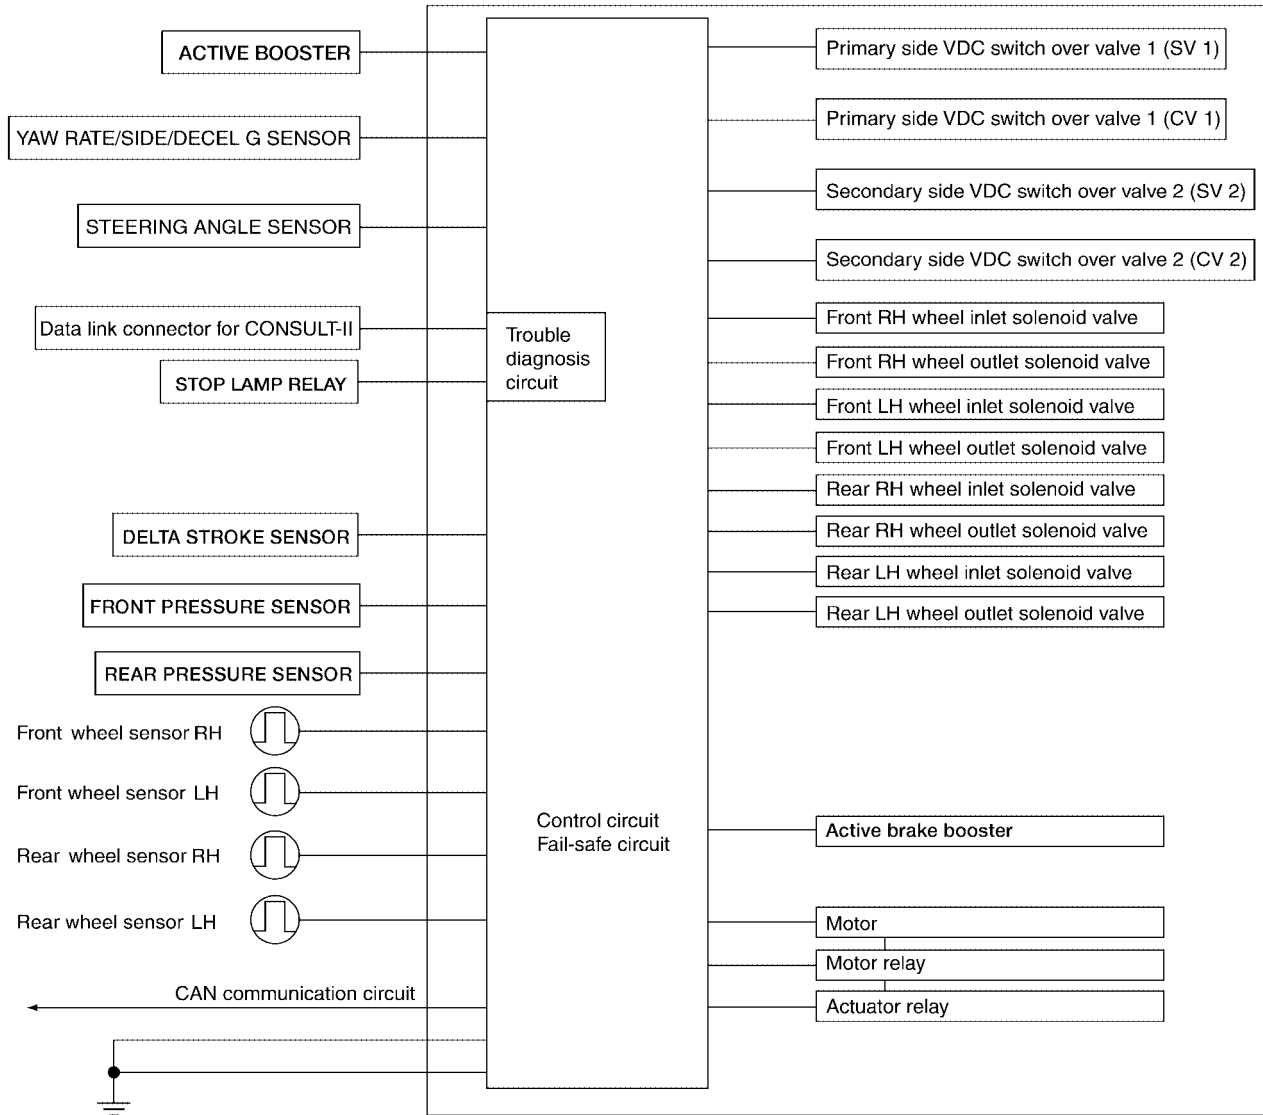 ACTIVE BOOSTER
YAW RATE/SIDE/DECEL G SENSOR
STEERING ANGLE SENSOR
Data link connector for CONSULT-II
STOP LAMP RELAY
DELTA STROKE SENSOR
FRONT PRESSURE SENSOR
REAR PRESSURE SENSOR
Front wheel sensor RH
Front wheel sensor LH
Rear wheel sensor RH
Rear wheel sensor LH
CAN communication circuit
Trouble
diagnosis
circuit
Control circuit
Fail-safe circuit
Primary side VDC switch over valve 1 (SV 1)
Primary side VDC switch over valve 1 (CV 1)
Secondary side VDC switch over valve 2 (SV 2)
Secondary side VDC switch over valve 2 (CV 2)
Front RH wheel inlet solenoid valve
Front RH wheel outlet solenoid valve
Front LH wheel inlet solenoid valve
Front LH wheel outlet solenoid valve
Rear RH wheel inlet solenoid valve
Rear RH wheel outlet solenoid valve
Rear LH wheel inlet solenoid valve
Rear LH wheel outlet solenoid valve
Active brake booster
Motor
Motor relay
Actuator relay